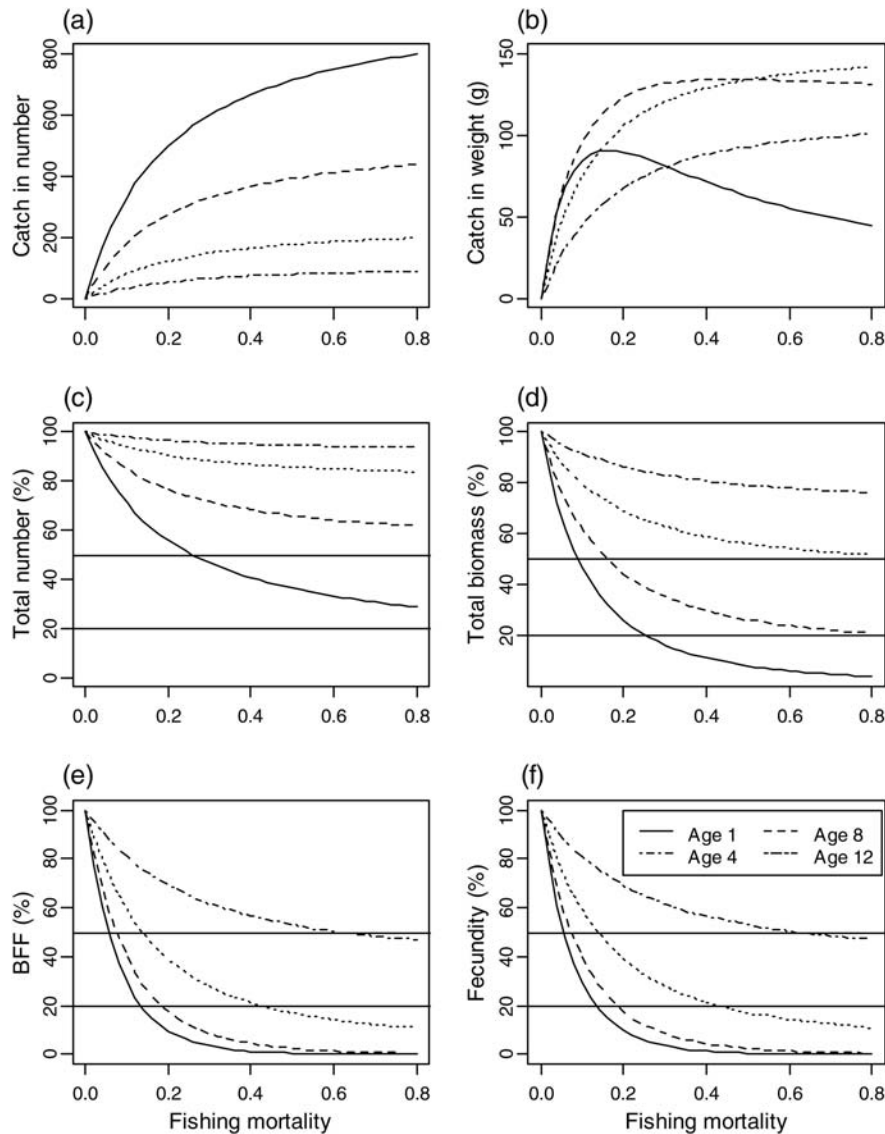 (a)
Catch in number
800
600
400
200
0
0.0 0.2 0.4 0.6 0.8
(b)
Catch in weight (g)
150
100
50
0
0.0 0.2 0.4 0.6 0.8
(c)
Total number (%)
100
80
60
40
20
0
0.0 0.2 0.4 0.6 0.8
(d)
Total biomass (%)
100
80
60
40
20
0.0 0.2 0.4 0.6 0.8
(e)
BFF (%)
100
80
60
40
20
0
0.0 0.2 0.4 0.6 0.8
Fishing mortality
(f)
Fecundity (%)
100
80
60
40
20
0
Age 1 Age 8
Age 4 Age 12
0.0 0.2 0.4 0.6 0.8
Fishing mortality